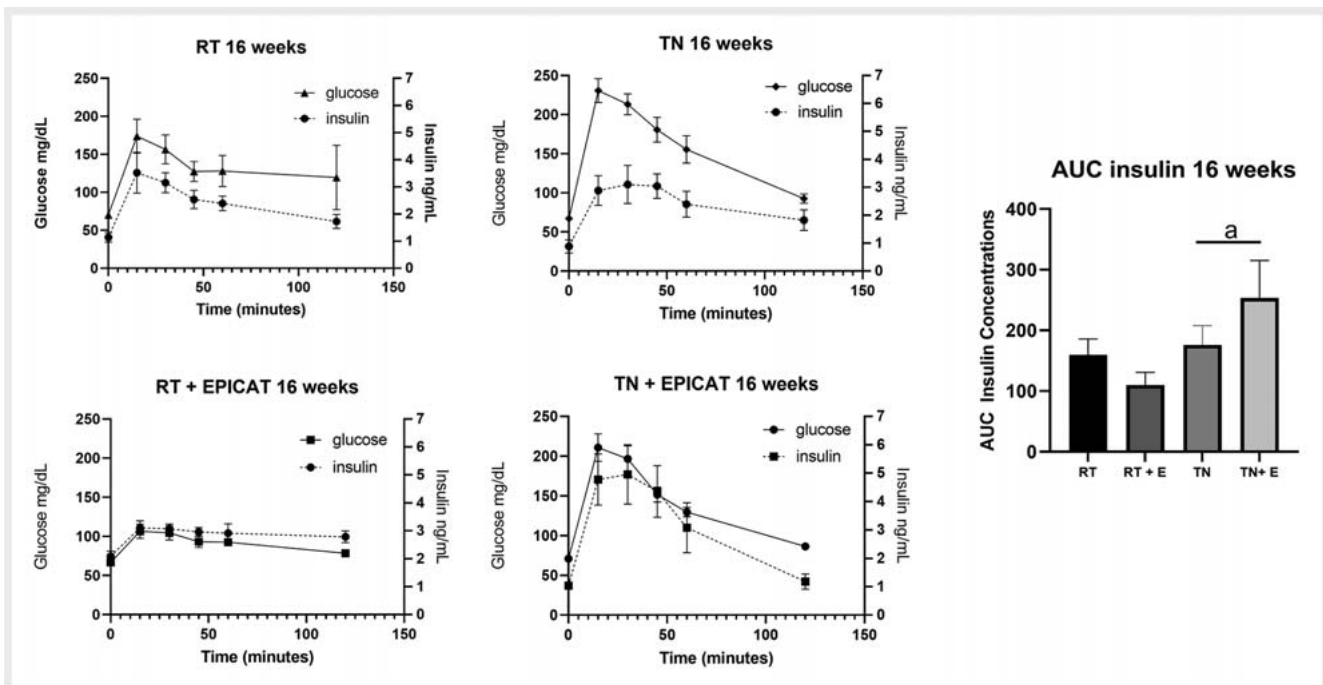 RT 16 weeks
250
200
150
100
50
0
Glucose mg/dL
7
6
5
4
3
2
1
0
Insulin ng/mL
glucose
insulin
0
50
100
150
Time (minutes)
TN 16 weeks
250
200
150
100
50
0
Glucose mg/dL
7
6
5
4
3
2
1
0
Insulin ng/mL
glucose
insulin
0
50
100
150
Time (minutes)
RT + EPICAT 16 weeks
250
200
150
100
50
0
Glucose mg/dL
7
6
5
4
3
2
1
0
Insulin ng/mL
glucose
insulin
0
50
100
150
Time (minutes)
TN + EPICAT 16 weeks
250
200
150
100
50
0
Glucose mg/dL
7
6
5
4
3
2
1
0
Insulin ng/mL
glucose
insulin
0
50
100
150
Time (minutes)
AUC insulin 16 weeks
400
300
200
100
0
AUC Insulin Concentrations
a
RT
RT + E
TN
TN+ E